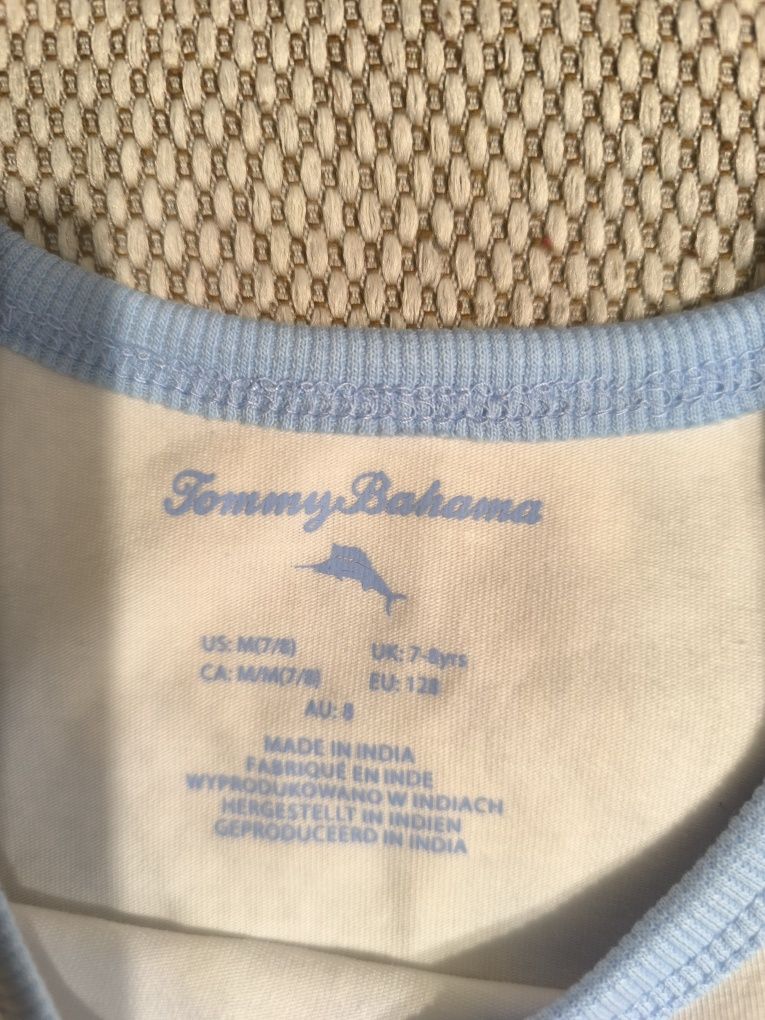 Tommy Bahama
US: M(7/8) UK: 7-8yrs
CA: M/M(7/8) EU: 128
AU: 8
MADE IN INDIA
FABRIQUÉ EN INDE
WYPRODUKOWANO W INDIACH
HERGESTELLT IN INDIEN
GEPRODUCEERD IN INDIA